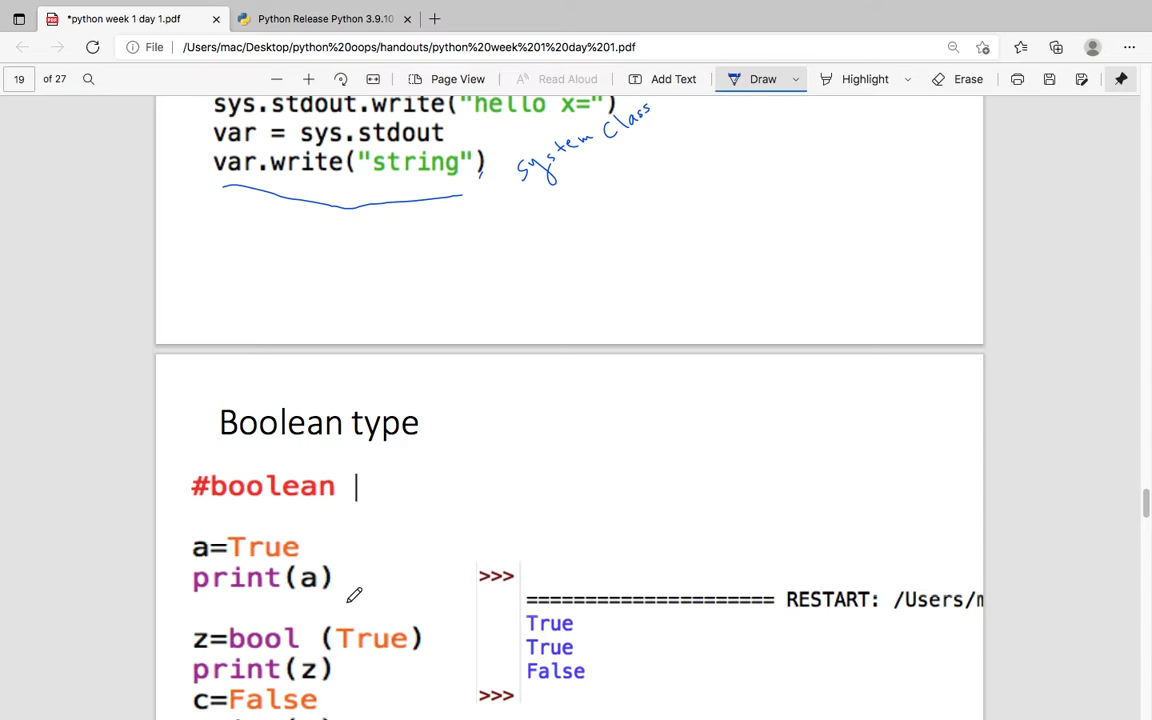 *python week 1 day 1.pdf
Python Release Python 3.9.10
File
/Users/mac/Desktop/python%20oops/handouts/python%20week%201%20day%201.pdf
19 of 27
Page View
Read Aloud
Add Text
Draw
Highlight
Erase
sys.stdout.write("hello x=")
var = sys.stdout
var.write("string")
System Class
Boolean type
#boolean
a=True
print(a)
>>>
==================== RESTART: /Users/m
True
z=bool (True)
True
print(z)
False
c=False
>>>